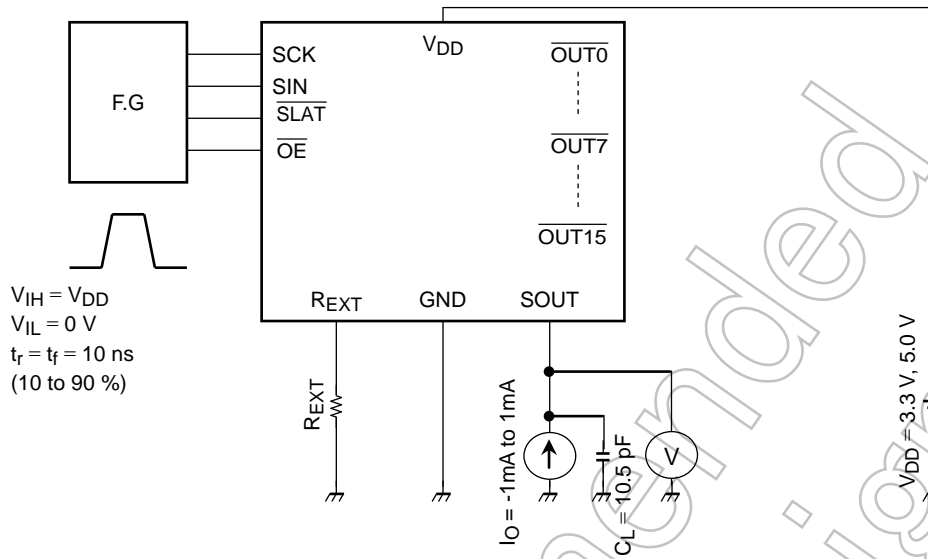 F.G
SCK
SIN
SLAT
OE
VDD
OUT0
OUT7
OUT15
REXT
GND
SOUT
VIH = VDD
VIL = 0 V
tr = tf = 10 ns
(10 to 90 %)
REXT
IO = -1mA to 1mA
CL = 10.5 pF
V
VDD = 3.3 V, 5.0 V